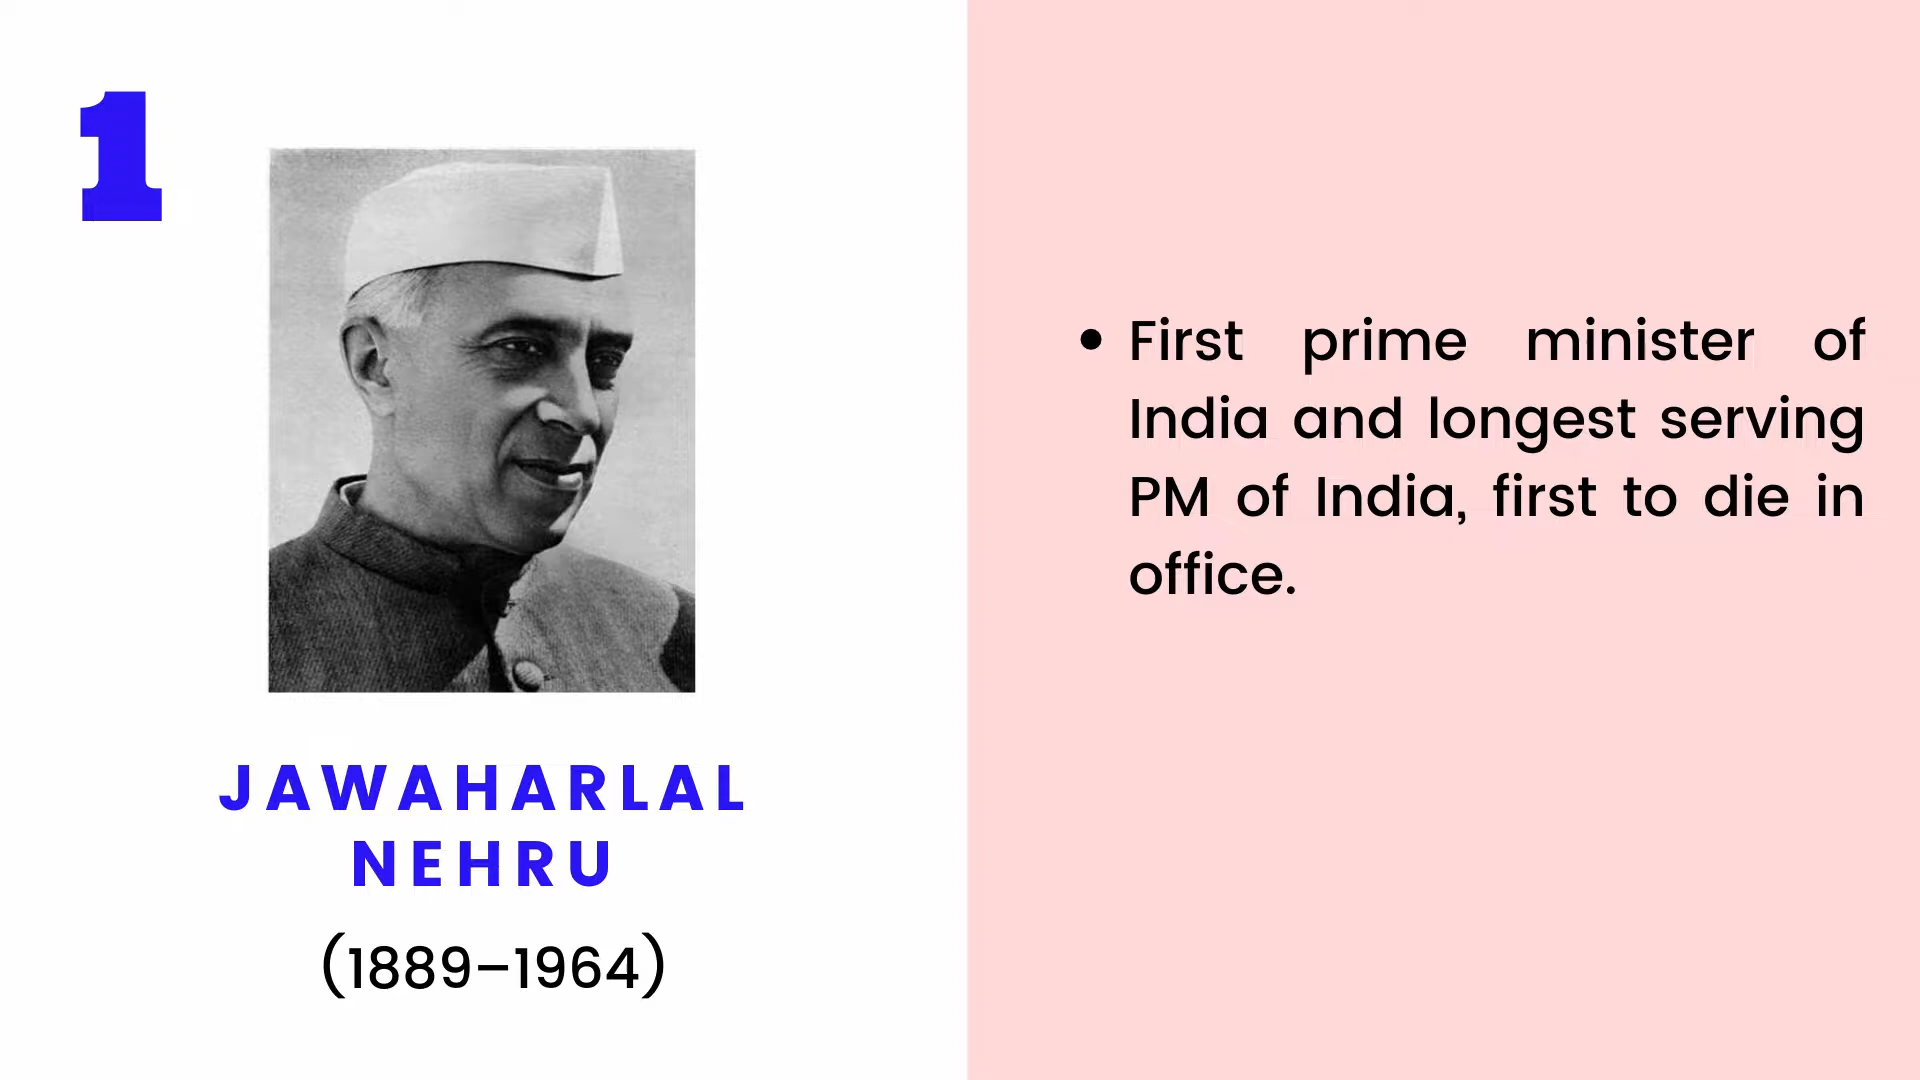 1
JAWAHARLAL
NEHRU
(1889–1964)
• First prime minister of
India and longest serving
PM of India, first to die in
office.